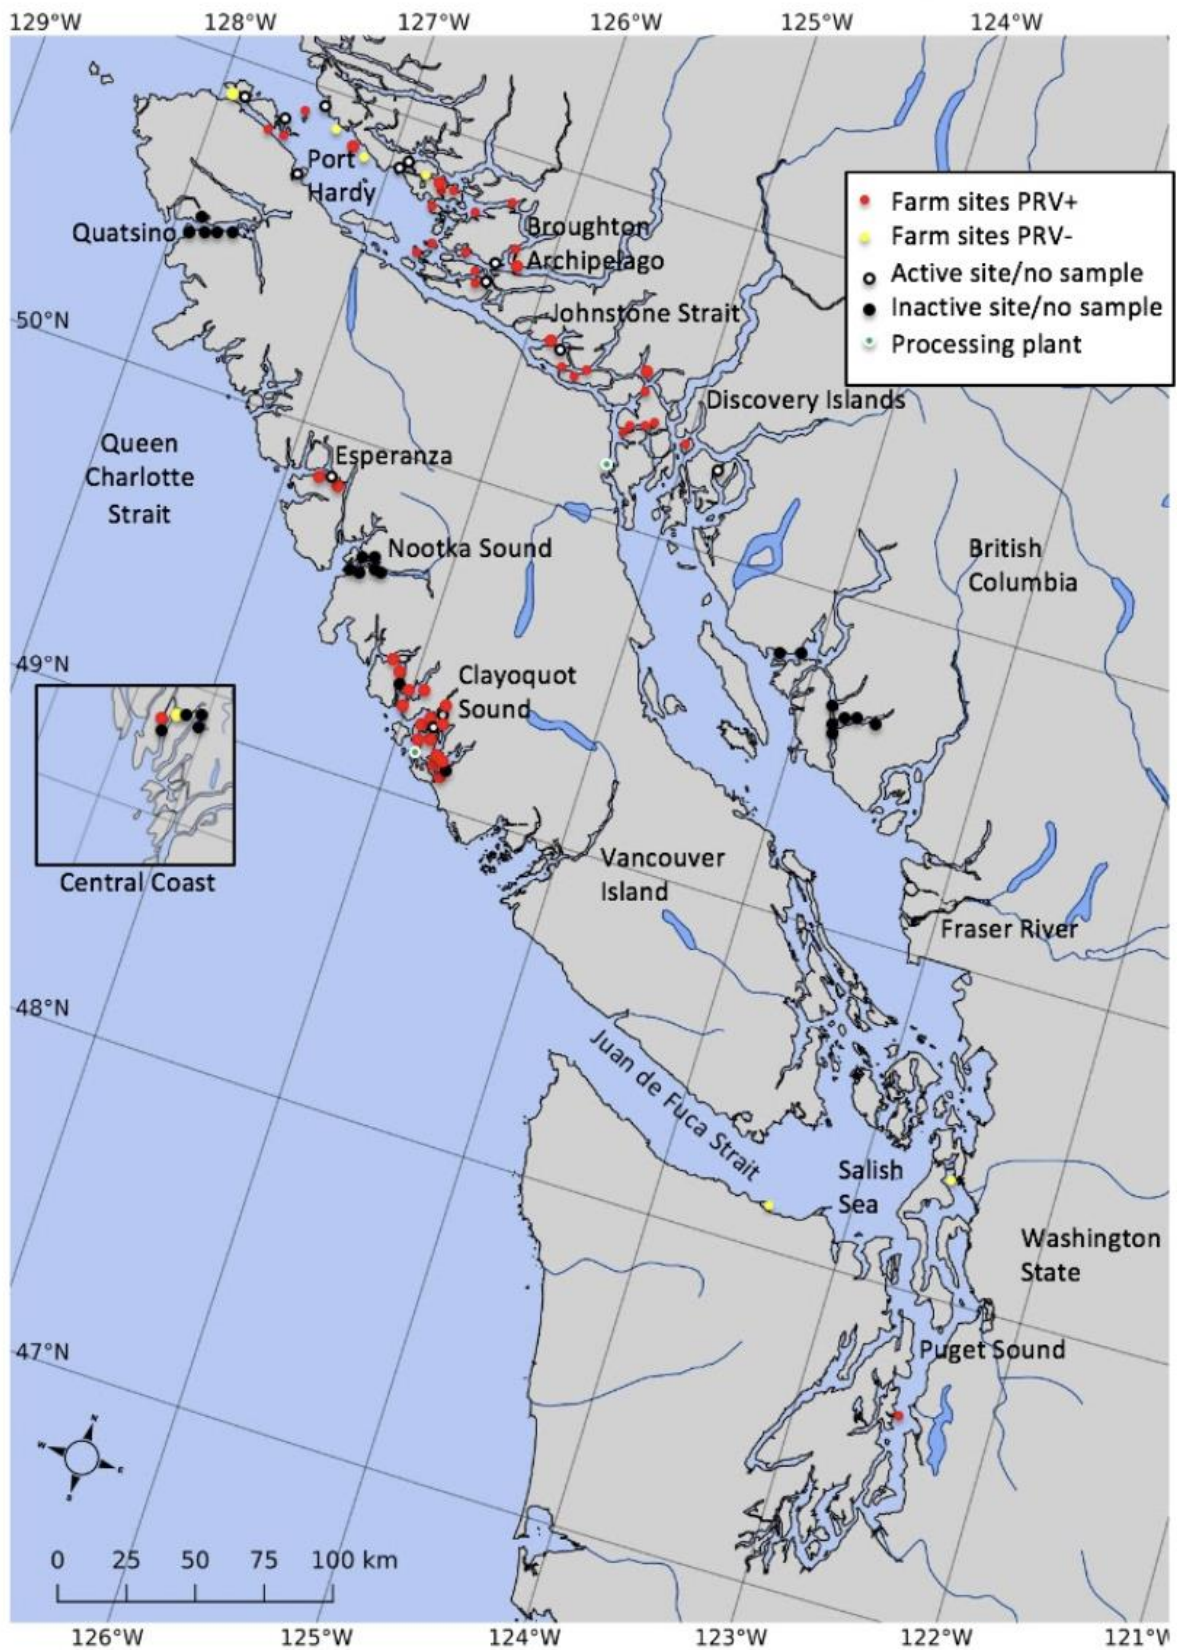 129°W 128°W 127°W 126°W 125°W 124°W
Farm sites PRV+
Farm sites PRV-
Active site/no sample
Inactive site/no sample
Processing plant
Port
Hardy
Quatsino
Broughton
Archipelago
50°N
Johnstone Strait
Discovery Islands
Queen
Charlotte
Strait
Esperanza
Nootka Sound
British
Columbia
49°N
Clayoquot
Sound
Central Coast
Vancouver
Island
Fraser River
48°N
Juan de Fuca Strait
Salish
Sea
Washington
State
47°N
Puget Sound
N
W
E
S
0 25 50 75 100 km
126°W 125°W 124°W 123°W 122°W 121°W